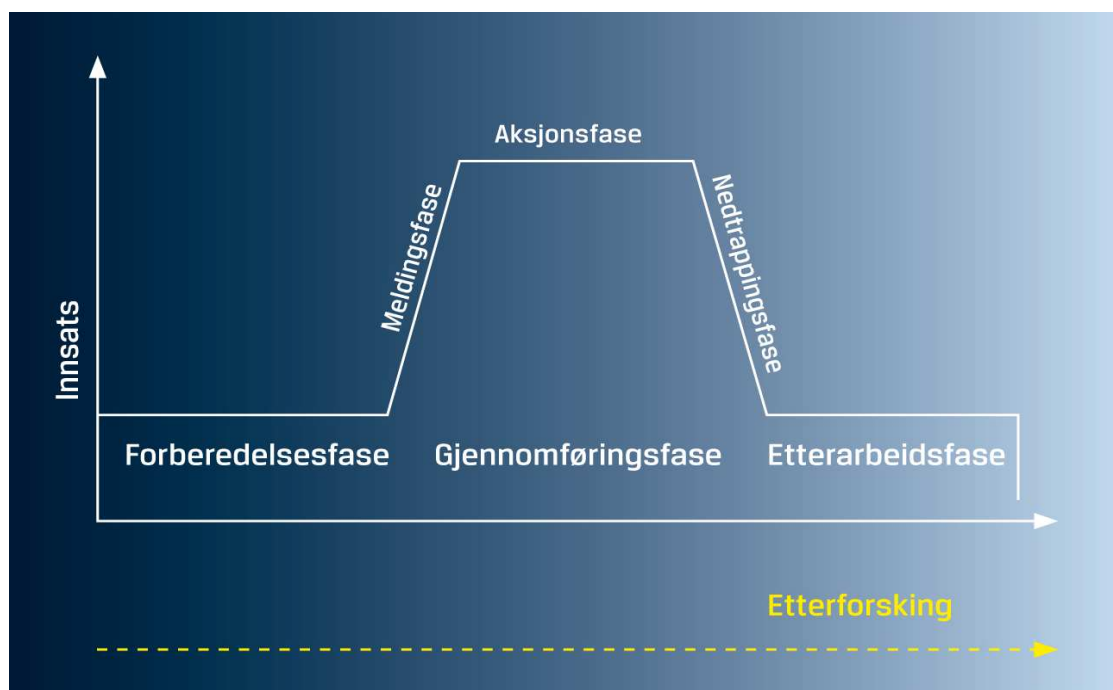 Aksjonsfase
Meldingsfase
Nedtrappingsfase
Innsats
Forberedelsesfase
Gjennomføringsfase
Etterarbeidsfase
Etterforsking